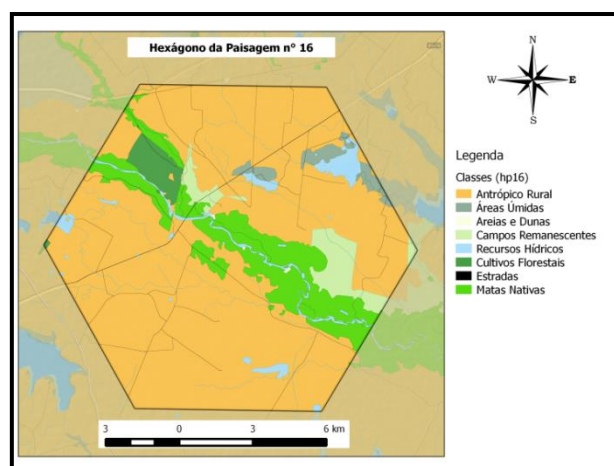 Hexágono da Paisagem n° 16
N
W
E
S
Legenda
Classes (hp16)
Antrópico Rural
Áreas Úmidas
Areias e Dunas
Campos Remanescentes
Recursos Hídricos
Cultivos Florestais
Estradas
Matas Nativas
3 0 3 6 km